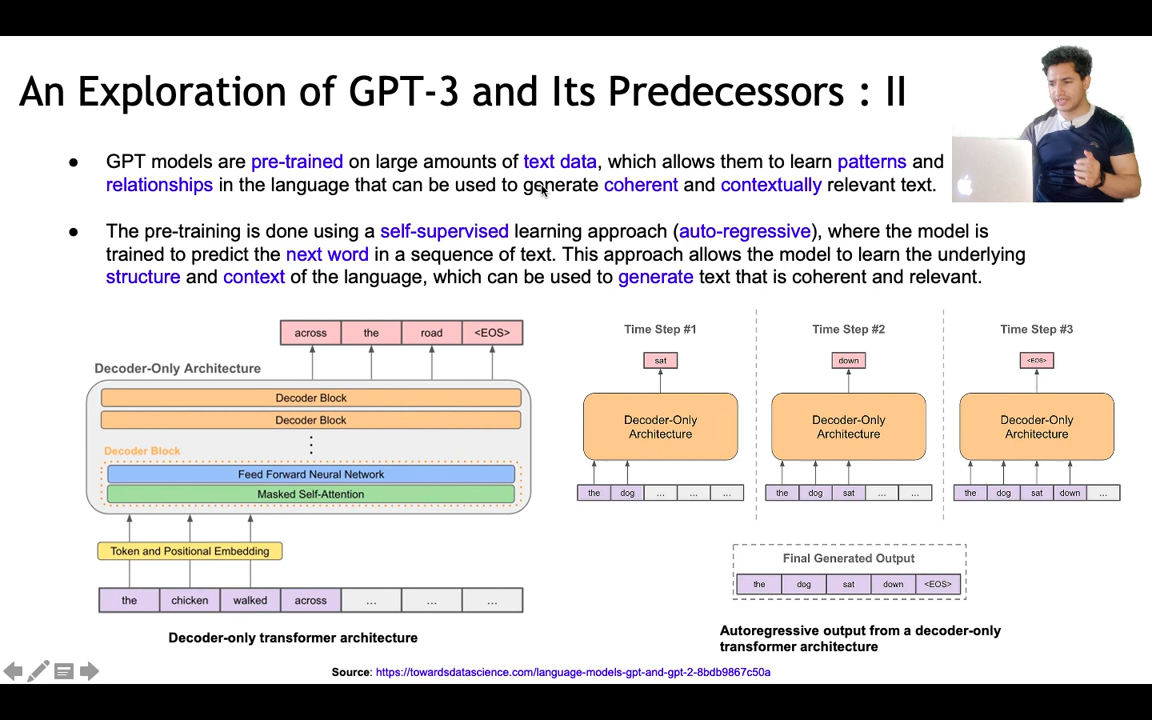 An Exploration of GPT-3 and Its Predecessors : II
● GPT models are pre-trained on large amounts of text data, which allows them to learn patterns and
relationships in the language that can be used to generate coherent and contextually relevant text.
● The pre-training is done using a self-supervised learning approach (auto-regressive), where the model is
trained to predict the next word in a sequence of text. This approach allows the model to learn the underlying
structure and context of the language, which can be used to generate text that is coherent and relevant.
across the road <EOS>
Decoder-Only Architecture
Decoder Block
Decoder Block
⋮
Decoder Block
Feed Forward Neural Network
Masked Self-Attention
Token and Positional Embedding
the chicken walked across ... ... ...
Decoder-only transformer architecture
Time Step #1
sat
Decoder-Only
Architecture
the dog ... ... ...
Time Step #2
down
Decoder-Only
Architecture
the dog sat ... ...
Time Step #3
<EOS>
Decoder-Only
Architecture
the dog sat down ...
Final Generated Output
the dog sat down <EOS>
Autoregressive output from a decoder-only
transformer architecture
Source: https://towardsdatascience.com/language-models-gpt-and-gpt-2-8bdb9867c50a